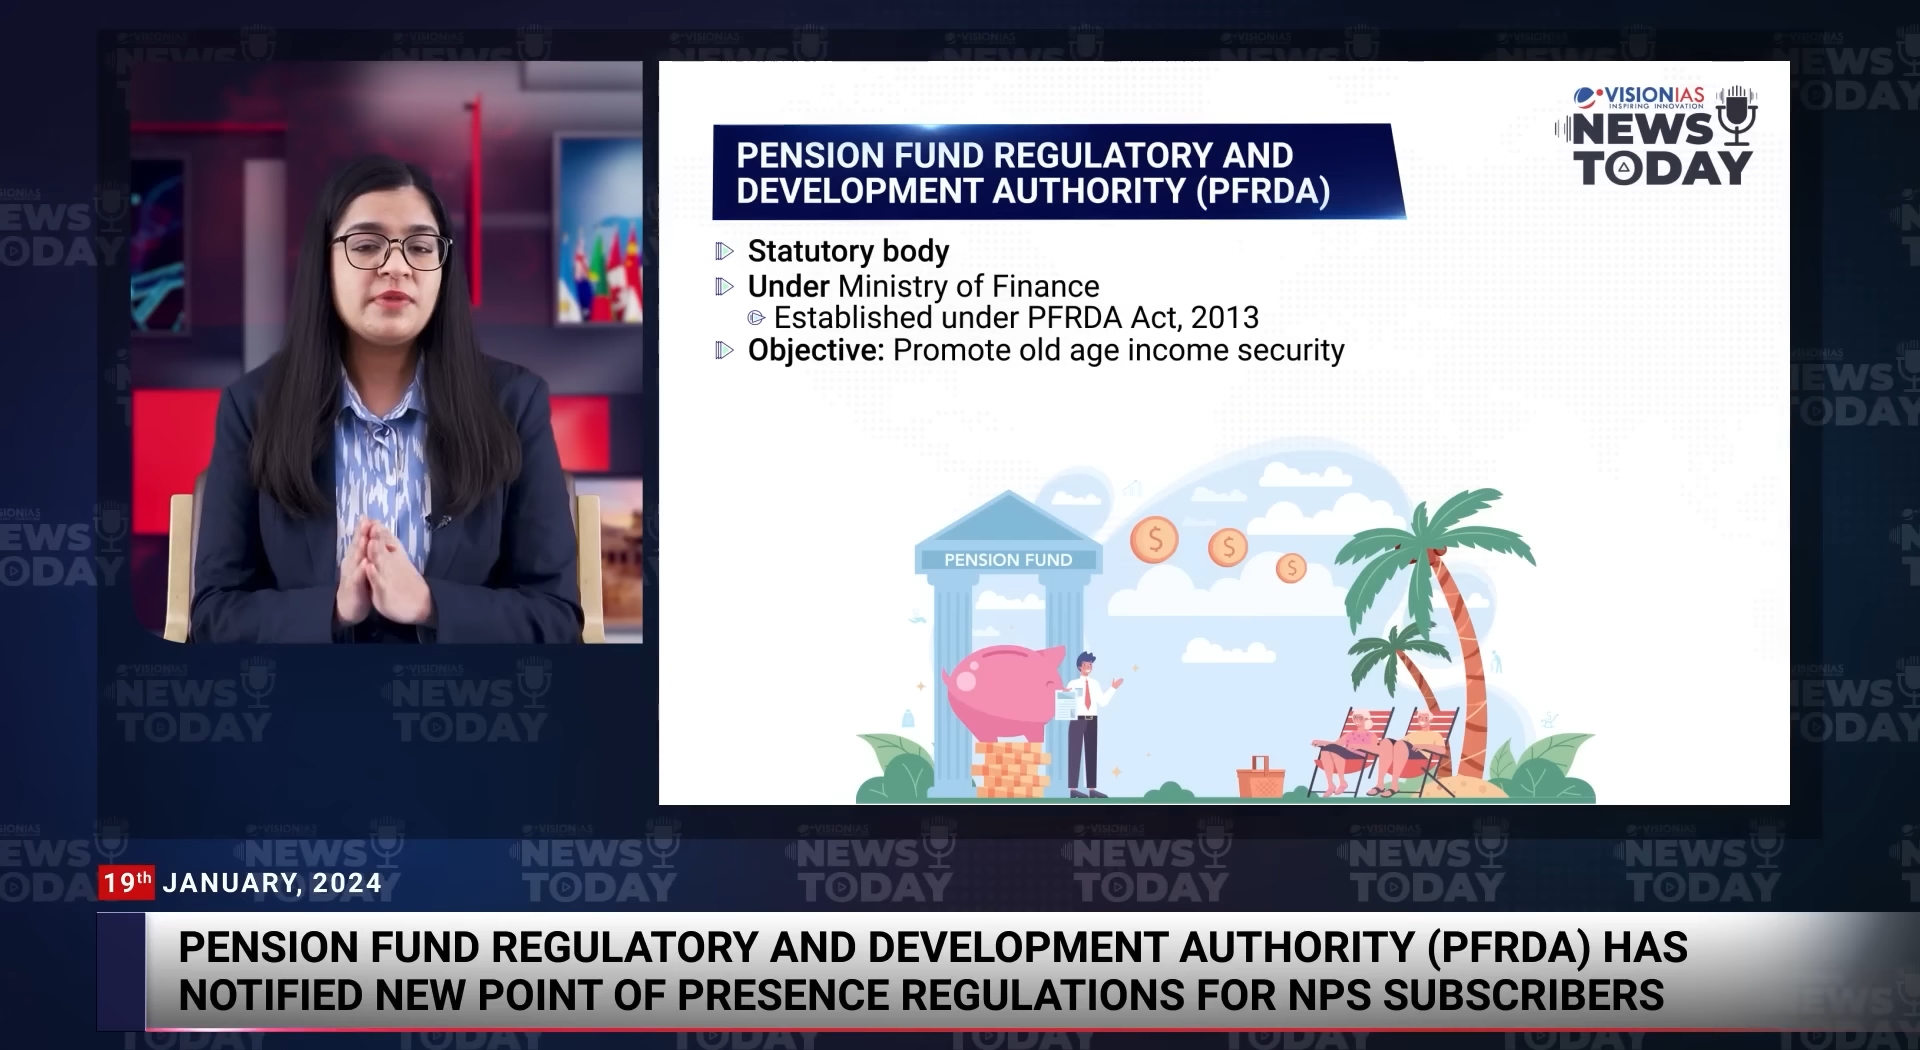 VISIONIAS
INSPIRING INNOVATION
NEWS
TODAY
PENSION FUND REGULATORY AND
DEVELOPMENT AUTHORITY (PFRDA)
Statutory body
Under Ministry of Finance
Established under PFRDA Act, 2013
Objective: Promote old age income security
PENSION FUND
$
$
$
19th JANUARY, 2024
PENSION FUND REGULATORY AND DEVELOPMENT AUTHORITY (PFRDA) HAS
NOTIFIED NEW POINT OF PRESENCE REGULATIONS FOR NPS SUBSCRIBERS